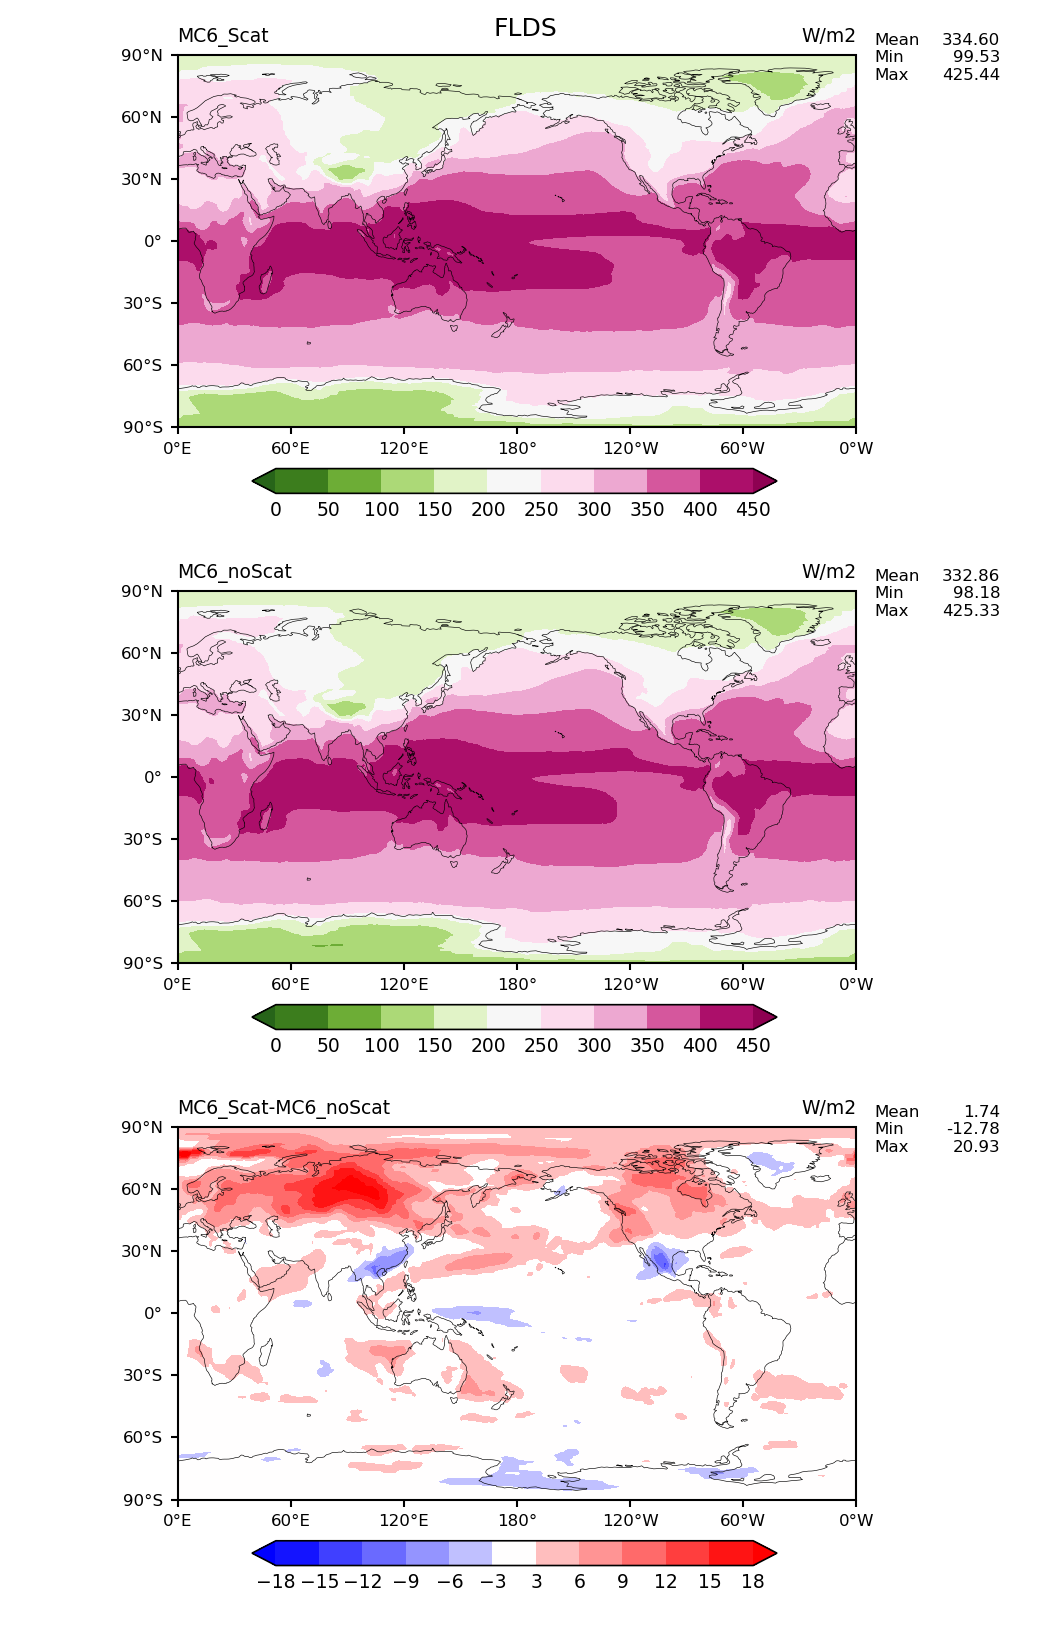 FLDS
MC6_Scat W/m2
Mean 334.60
Min 99.53
Max 425.44
90°N
60°N
30°N
0°
30°S
60°S
90°S
0°E 60°E 120°E 180° 120°W 60°W 0°W
0 50 100 150 200 250 300 350 400 450
MC6_noScat W/m2
Mean 332.86
Min 98.18
Max 425.33
90°N
60°N
30°N
0°
30°S
60°S
90°S
0°E 60°E 120°E 180° 120°W 60°W 0°W
0 50 100 150 200 250 300 350 400 450
MC6_Scat-MC6_noScat W/m2
Mean 1.74
Min -12.78
Max 20.93
90°N
60°N
30°N
0°
30°S
60°S
90°S
0°E 60°E 120°E 180° 120°W 60°W 0°W
−18 −15 −12 −9 −6 −3 3 6 9 12 15 18